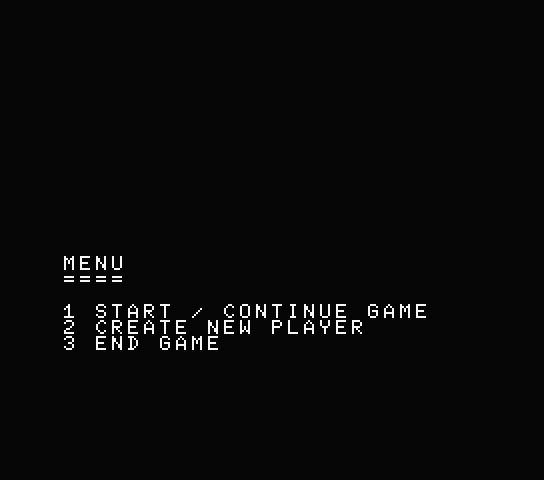 MENU
====
1 START / CONTINUE GAME
2 CREATE NEW PLAYER
3 END GAME